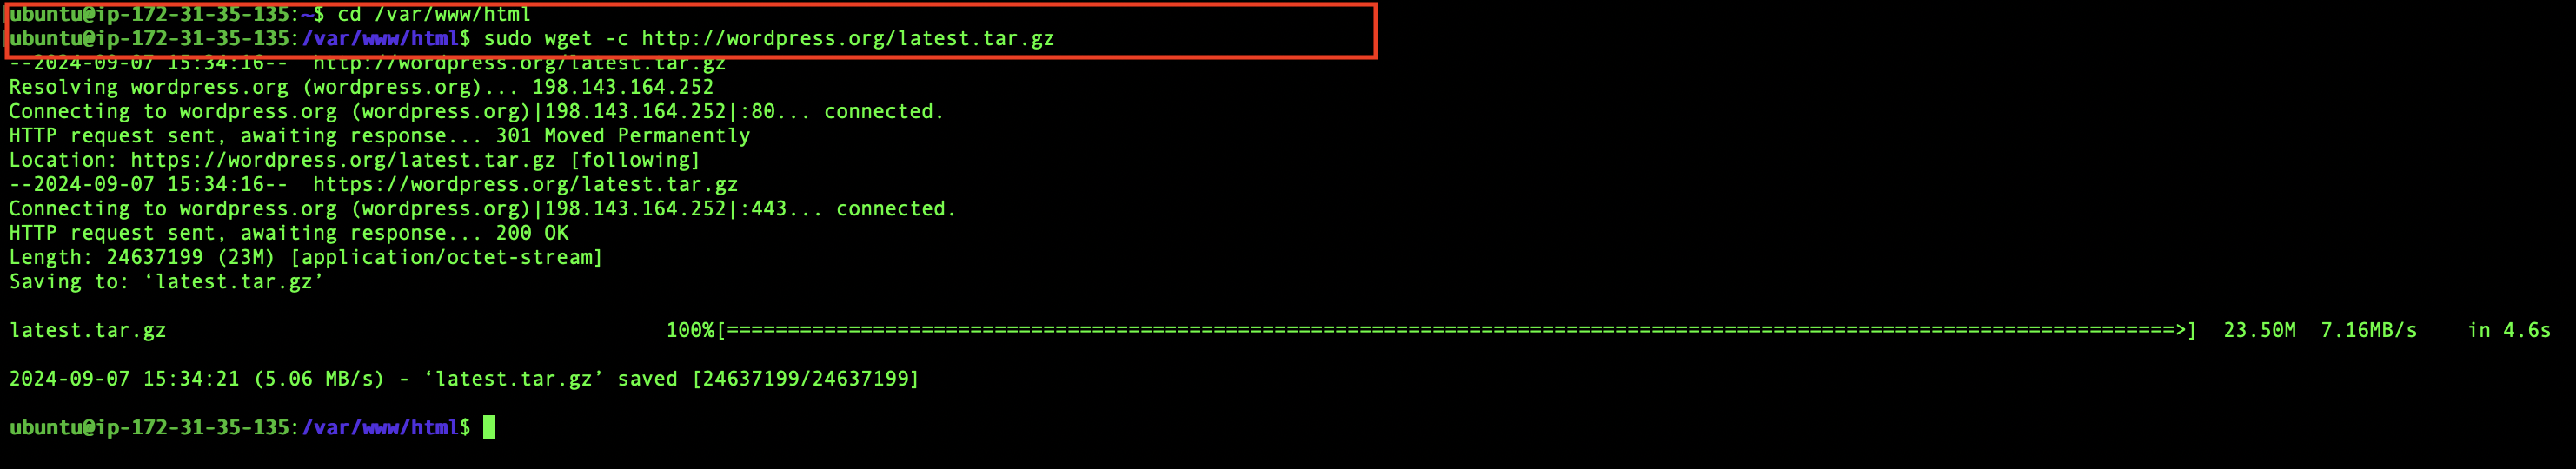 ubuntu@ip-172-31-35-135:~$ cd /var/www/html
ubuntu@ip-172-31-35-135:/var/www/html$ sudo wget -c http://wordpress.org/latest.tar.gz
--2024-09-07 15:34:16--  http://wordpress.org/latest.tar.gz
Resolving wordpress.org (wordpress.org)... 198.143.164.252
Connecting to wordpress.org (wordpress.org)|198.143.164.252|:80... connected.
HTTP request sent, awaiting response... 301 Moved Permanently
Location: https://wordpress.org/latest.tar.gz [following]
--2024-09-07 15:34:16--  https://wordpress.org/latest.tar.gz
Connecting to wordpress.org (wordpress.org)|198.143.164.252|:443... connected.
HTTP request sent, awaiting response... 200 OK
Length: 24637199 (23M) [application/octet-stream]
Saving to: ‘latest.tar.gz’
latest.tar.gz 100%[=======================================================================================================================>] 23.50M 7.16MB/s in 4.6s
2024-09-07 15:34:21 (5.06 MB/s) - ‘latest.tar.gz’ saved [24637199/24637199]
ubuntu@ip-172-31-35-135:/var/www/html$